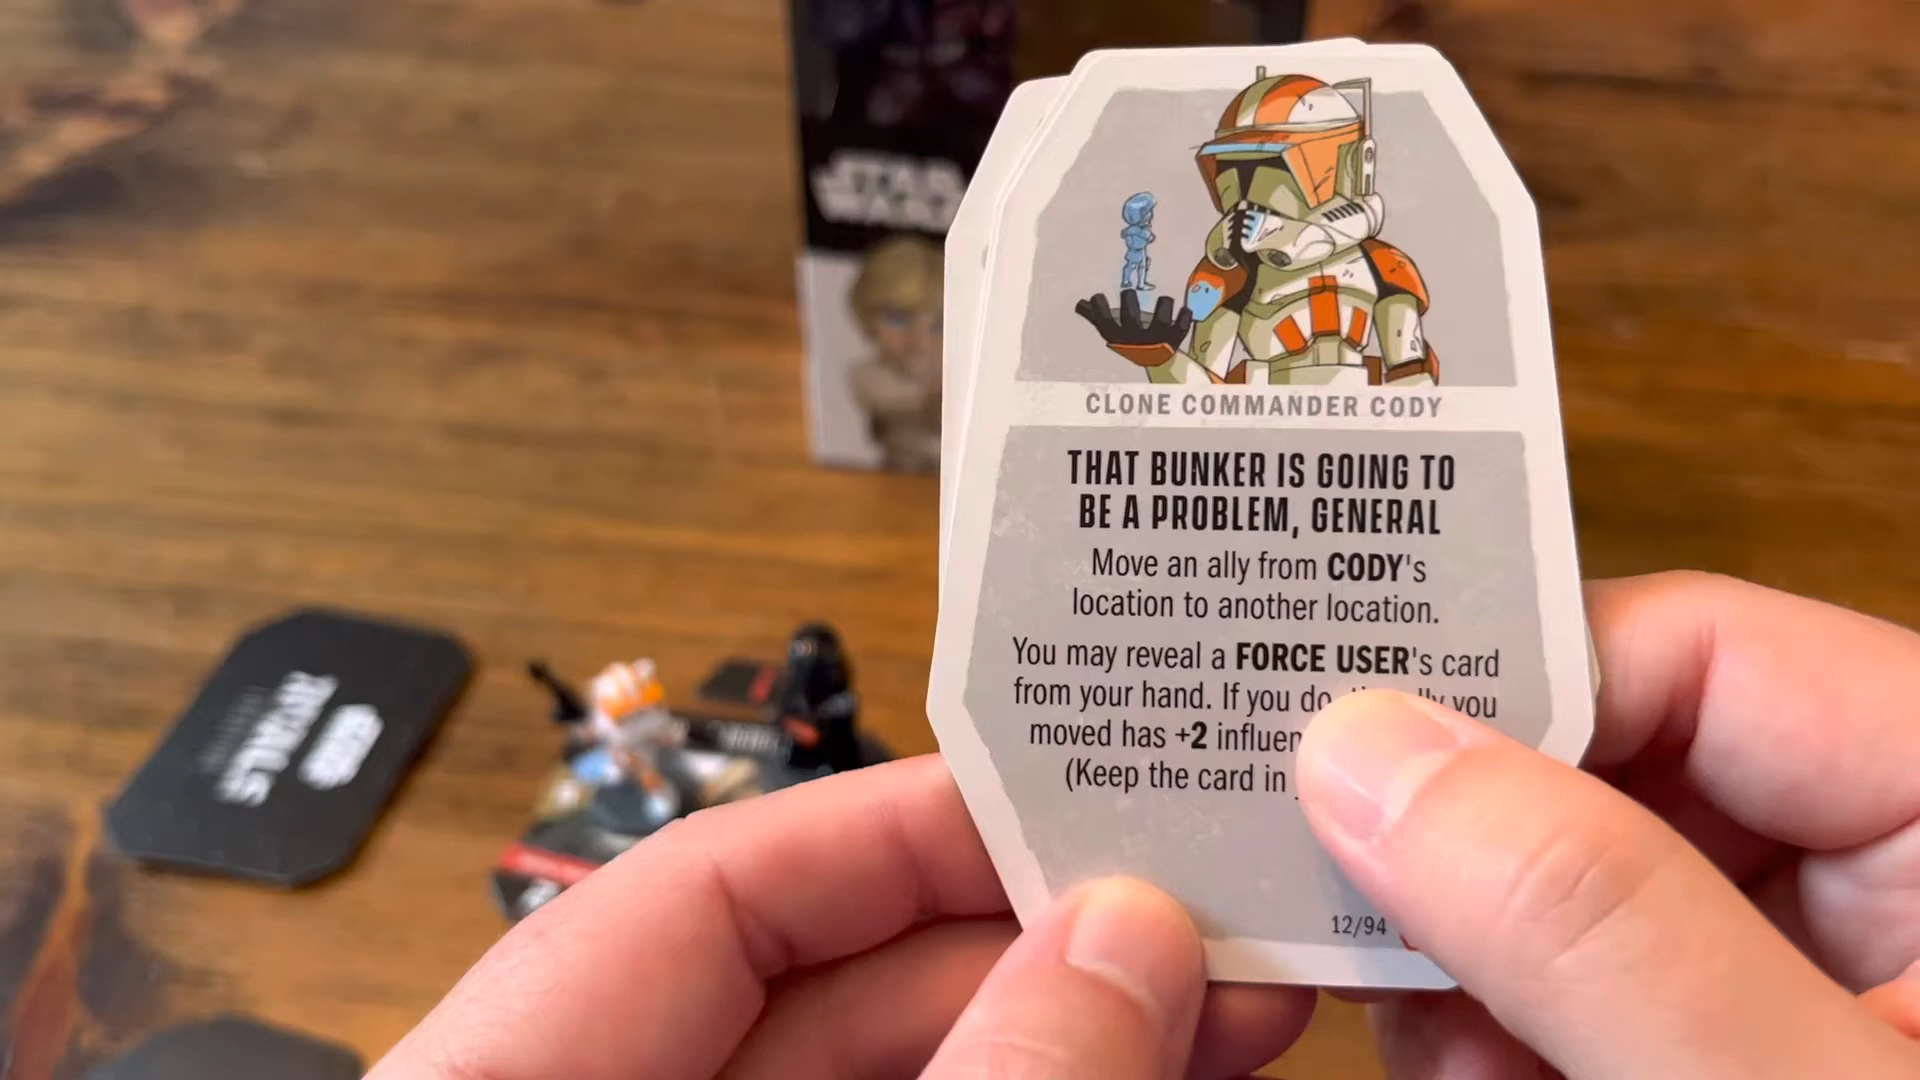 STAR
WARS
CLONE COMMANDER CODY
THAT BUNKER IS GOING TO
BE A PROBLEM, GENERAL
Move an ally from CODY's
location to another location.
You may reveal a FORCE USER's card
from your hand. If you do you
moved has +2
(Keep the card in
12/94
RIVALS